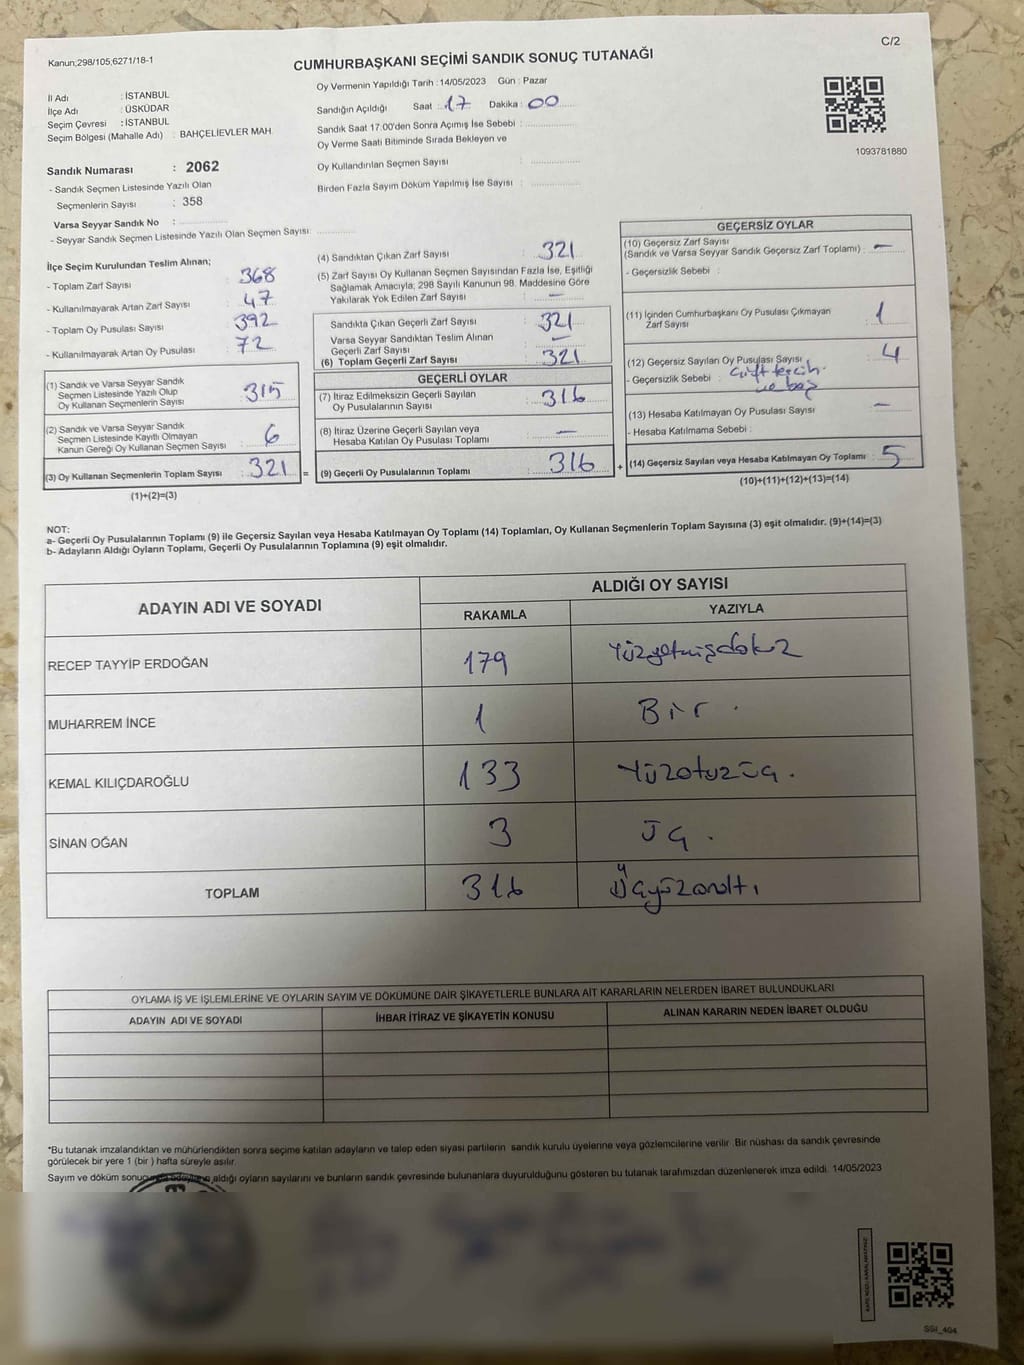 Kanun;298/105,6271/18-1
C/2
CUMHURBAŞKANI SEÇİMİ SANDIK SONUÇ TUTANAĞI
İl Adı : İSTANBUL
İlçe Adı : ÜSKÜDAR
Seçim Çevresi : İSTANBUL
Seçim Bölgesi (Mahalle Adı) : BAHÇELİEVLER MAH.
Sandık Numarası : 2062
- Sandık Seçmen Listesinde Yazılı Olan
Seçmenlerin Sayısı : 358
Varsa Seyyar Sandık No :
- Seyyar Sandık Seçmen Listesinde Yazılı Olan Seçmen Sayısı:
Oy Vermenin Yapıldığı Tarih : 14/05/2023 Gün : Pazar
Sandığın Açıldığı Saat : 17 Dakika : 00
Sandık Saat 17:00'den Sonra Açımış İse Sebebi :
Oy Verme Saati Bitiminde Sırada Bekleyen ve
Oy Kullandırılan Seçmen Sayısı :
Birden Fazla Sayım Döküm Yapılmış İse Sayısı :
1093781880
İlçe Seçim Kurulundan Teslim Alınan;
- Toplam Zarf Sayısı : 368
- Kullanılmayarak Artan Zarf Sayısı : 47
- Toplam Oy Pusulası Sayısı : 392
- Kullanılmayarak Artan Oy Pusulası : 72
(1) Sandık ve Varsa Seyyar Sandık
Seçmen Listesinde Yazılı Olup
Oy Kullanan Seçmenlerin Sayısı : 315
(2) Sandık ve Varsa Seyyar Sandık
Seçmen Listesinde Kayıtlı Olmayan
Kanun Gereği Oy Kullanan Seçmen Sayısı : 6
(3) Oy Kullanan Seçmenlerin Toplam Sayısı : 321 =
(1)+(2)=(3)
(4) Sandıktan Çıkan Zarf Sayısı : 321
(5) Zarf Sayısı Oy Kullanan Seçmen Sayısından Fazla İse, Eşitliği
Sağlamak Amacıyla; 298 Sayılı Kanunun 98. Maddesine Göre
Yakılarak Yok Edilen Zarf Sayısı : —
Sandıkta Çıkan Geçerli Zarf Sayısı : 321
Varsa Seyyar Sandıktan Teslim Alınan
Geçerli Zarf Sayısı : —
(6) Toplam Geçerli Zarf Sayısı : 321
GEÇERLİ OYLAR
(7) İtiraz Edilmeksizin Geçerli Sayılan
Oy Pusulalarının Sayısı : 316
(8) İtiraz Üzerine Geçerli Sayılan veya
Hesaba Katılan Oy Pusulası Toplamı : —
(9) Geçerli Oy Pusulalarının Toplamı : 316 +
GEÇERSİZ OYLAR
(10) Geçersiz Zarf Sayısı
(Sandık ve Varsa Seyyar Sandık Geçersiz Zarf Toplamı) : —
- Geçersizlik Sebebi :
(11) İçinden Cumhurbaşkanı Oy Pusulası Çıkmayan
Zarf Sayısı : 1
(12) Geçersiz Sayılan Oy Pusulası Sayısı : 4
- Geçersizlik Sebebi : Çift tercih
ve boş
(13) Hesaba Katılmayan Oy Pusulası Sayısı : —
- Hesaba Katılmama Sebebi :
(14) Geçersiz Sayılan veya Hesaba Katılmayan Oy Toplamı : 5
(10)+(11)+(12)+(13)=(14)
NOT:
a- Geçerli Oy Pusulalarının Toplamı (9) ile Geçersiz Sayılan veya Hesaba Katılmayan Oy Toplamı (14) Toplamları, Oy Kullanan Seçmenlerin Toplam Sayısına (3) eşit olmalıdır. (9)+(14)=(3)
b- Adayların Aldığı Oyların Toplamı, Geçerli Oy Pusulalarının Toplamına (9) eşit olmalıdır.
ADAYIN ADI VE SOYADI
ALDIĞI OY SAYISI
RAKAMLA YAZIYLA
RECEP TAYYİP ERDOĞAN 179 Yüzyetmişdokuz
MUHARREM İNCE 1 Bir .
KEMAL KILIÇDAROĞLU 133 Yüzotuzüç .
SİNAN OĞAN 3 Üç .
TOPLAM 316 Üçyüzonaltı
OYLAMA İŞ VE İŞLEMLERİNE VE OYLARIN SAYIM VE DÖKÜMÜNE DAİR ŞİKAYETLERLE BUNLARA AİT KARARLARIN NELERDEN İBARET BULUNDUKLARI
ADAYIN ADI VE SOYADI İHBAR İTİRAZ VE ŞİKAYETİN KONUSU ALINAN KARARIN NEDEN İBARET OLDUĞU
*Bu tutanak imzalandıktan ve mühürlendikten sonra seçime katılan adayların ve talep eden siyasi partilerin sandık kurulu üyelerine veya gözlemcilerine verilir .Bir nüshası da sandık çevresinde
görülecek bir yere 1 (bir ) hafta süreyle asılır.
Sayım ve döküm sonucunda adayların aldığı oyların sayılarını ve bunların sandık çevresinde bulunanlara duyurulduğunu gösteren bu tutanak tarafımızdan düzenlenerek imza edildi. 14/05/2023
KARE KODU KARALAMAYINIZ!
SSI_404